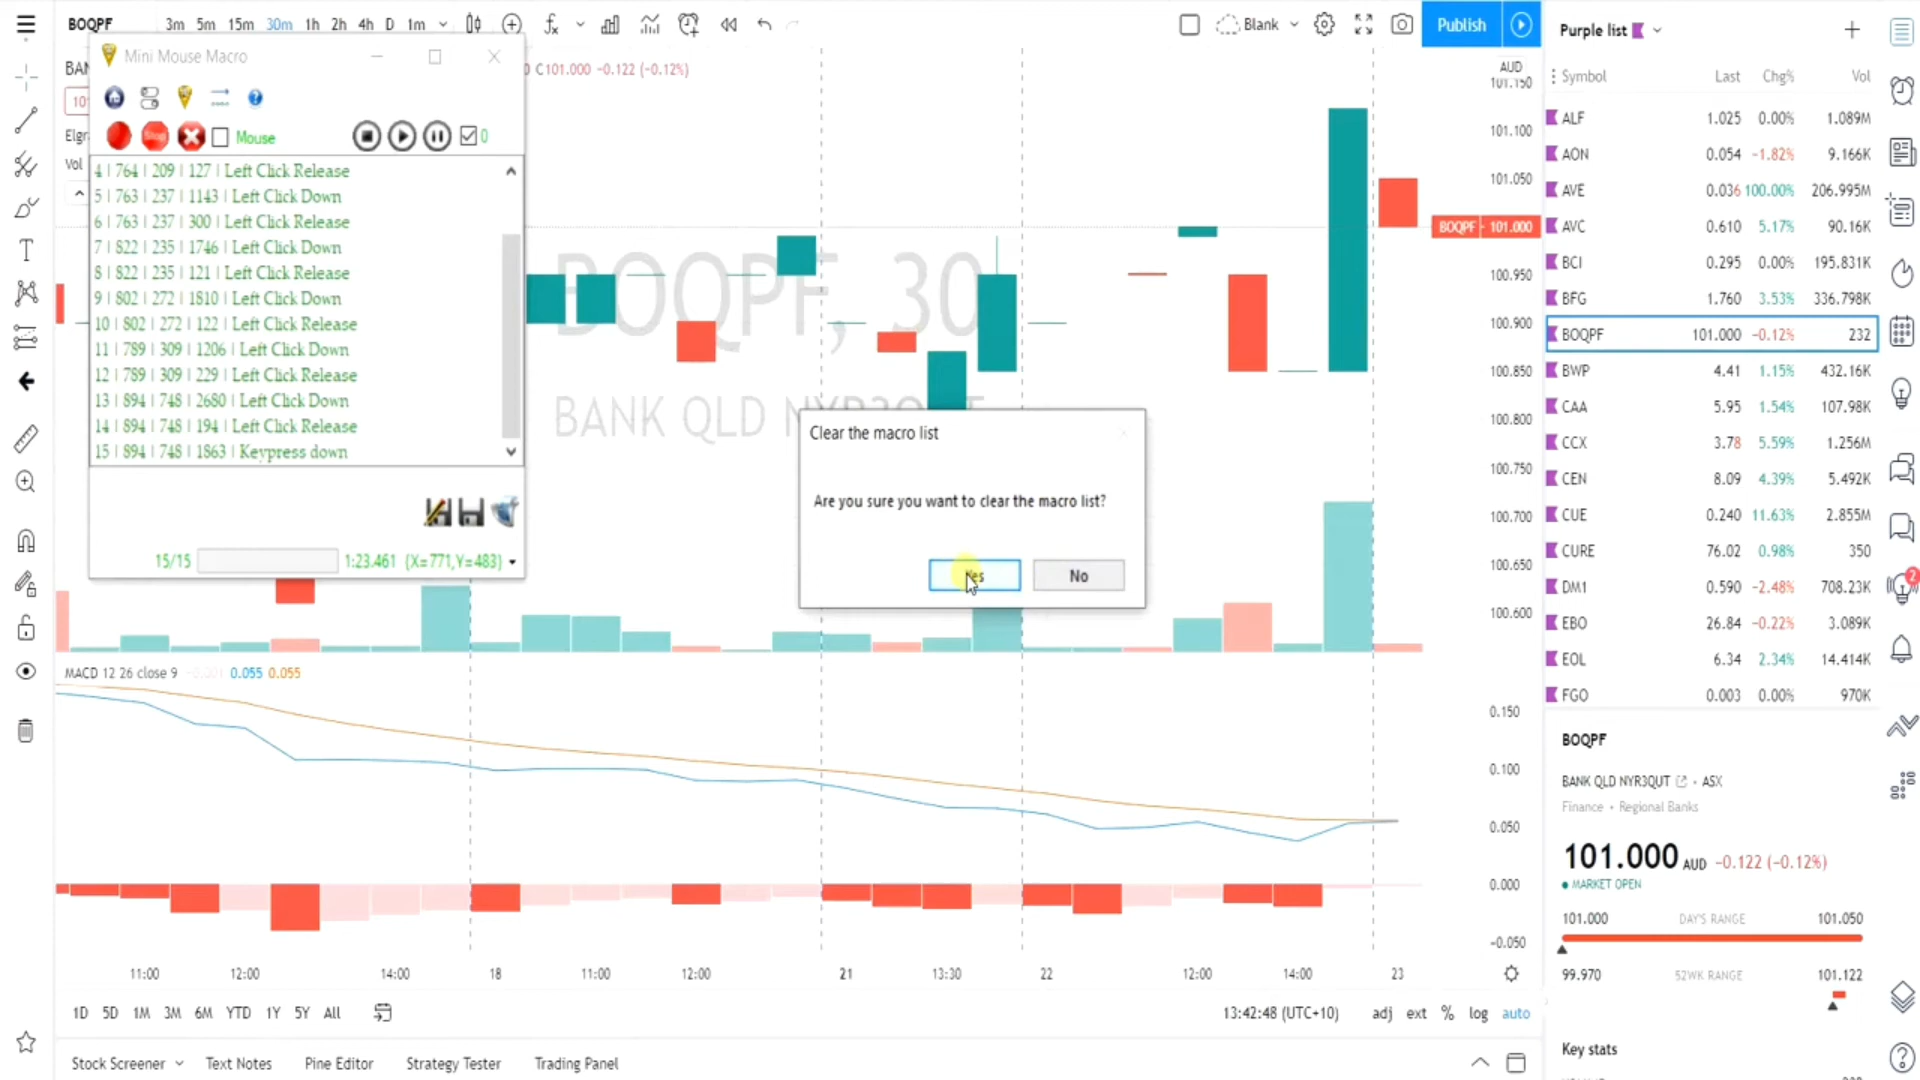 BOQPF 3m 5m 15m 30m 1h 2h 4h D 1m
Blank
Publish
Purple list
Mini Mouse Macro
C101.000 -0.122 (-0.12%)
AUD
Symbol Last Chg% Vol
Mouse
0
Vol
4 | 764 | 209 | 127 | Left Click Release
5 | 763 | 237 | 1143 | Left Click Down
6 | 763 | 237 | 300 | Left Click Release
7 | 822 | 235 | 1746 | Left Click Down
8 | 822 | 235 | 121 | Left Click Release
9 | 802 | 272 | 1810 | Left Click Down
10 | 802 | 272 | 122 | Left Click Release
11 | 789 | 309 | 1206 | Left Click Down
12 | 789 | 309 | 229 | Left Click Release
13 | 894 | 748 | 2680 | Left Click Down
14 | 894 | 748 | 194 | Left Click Release
15 | 894 | 748 | 1863 | Keypress down
15/15 1:23.461 (X=771,Y=483)
BOQPF, 30
BANK QLD NYR3QUT
Clear the macro list
Are you sure you want to clear the macro list?
Yes No
101.150
101.100
101.050
BOQPF 101.000
100.950
100.900
100.850
100.800
100.750
100.700
100.650
100.600
MACD 12 26 close 9 -0.001 0.055 0.055
0.150
0.100
0.050
0.000
-0.050
11:00 12:00 14:00 18 11:00 12:00 21 13:30 22 12:00 14:00 23
1D 5D 1M 3M 6M YTD 1Y 5Y All
13:42:48 (UTC+10) adj ext % log auto
Stock Screener Text Notes Pine Editor Strategy Tester Trading Panel
ALF 1.025 0.00% 1.089M
AON 0.054 -1.82% 9.166K
AVE 0.036 100.00% 206.995M
AVC 0.610 5.17% 90.16K
BCI 0.295 0.00% 195.831K
BFG 1.760 3.53% 336.798K
BOQPF 101.000 -0.12% 232
BWP 4.41 1.15% 432.16K
CAA 5.95 1.54% 107.98K
CCX 3.78 5.59% 1.256M
CEN 8.09 4.39% 5.492K
CUE 0.240 11.63% 2.855M
CURE 76.02 0.98% 350
DM1 0.590 -2.48% 708.23K
EBO 26.84 -0.22% 3.089K
EOL 6.34 2.34% 14.414K
FGO 0.003 0.00% 970K
2
BOQPF
BANK QLD NYR3QUT • ASX
Finance • Regional Banks
101.000 AUD -0.122 (-0.12%)
MARKET OPEN
101.000 DAY'S RANGE 101.050
99.970 52WK RANGE 101.122
Key stats